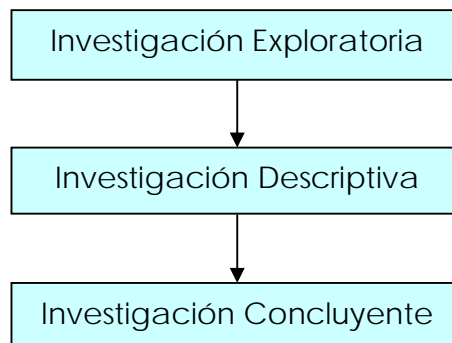 Investigación Exploratoria
Investigación Descriptiva
Investigación Concluyente